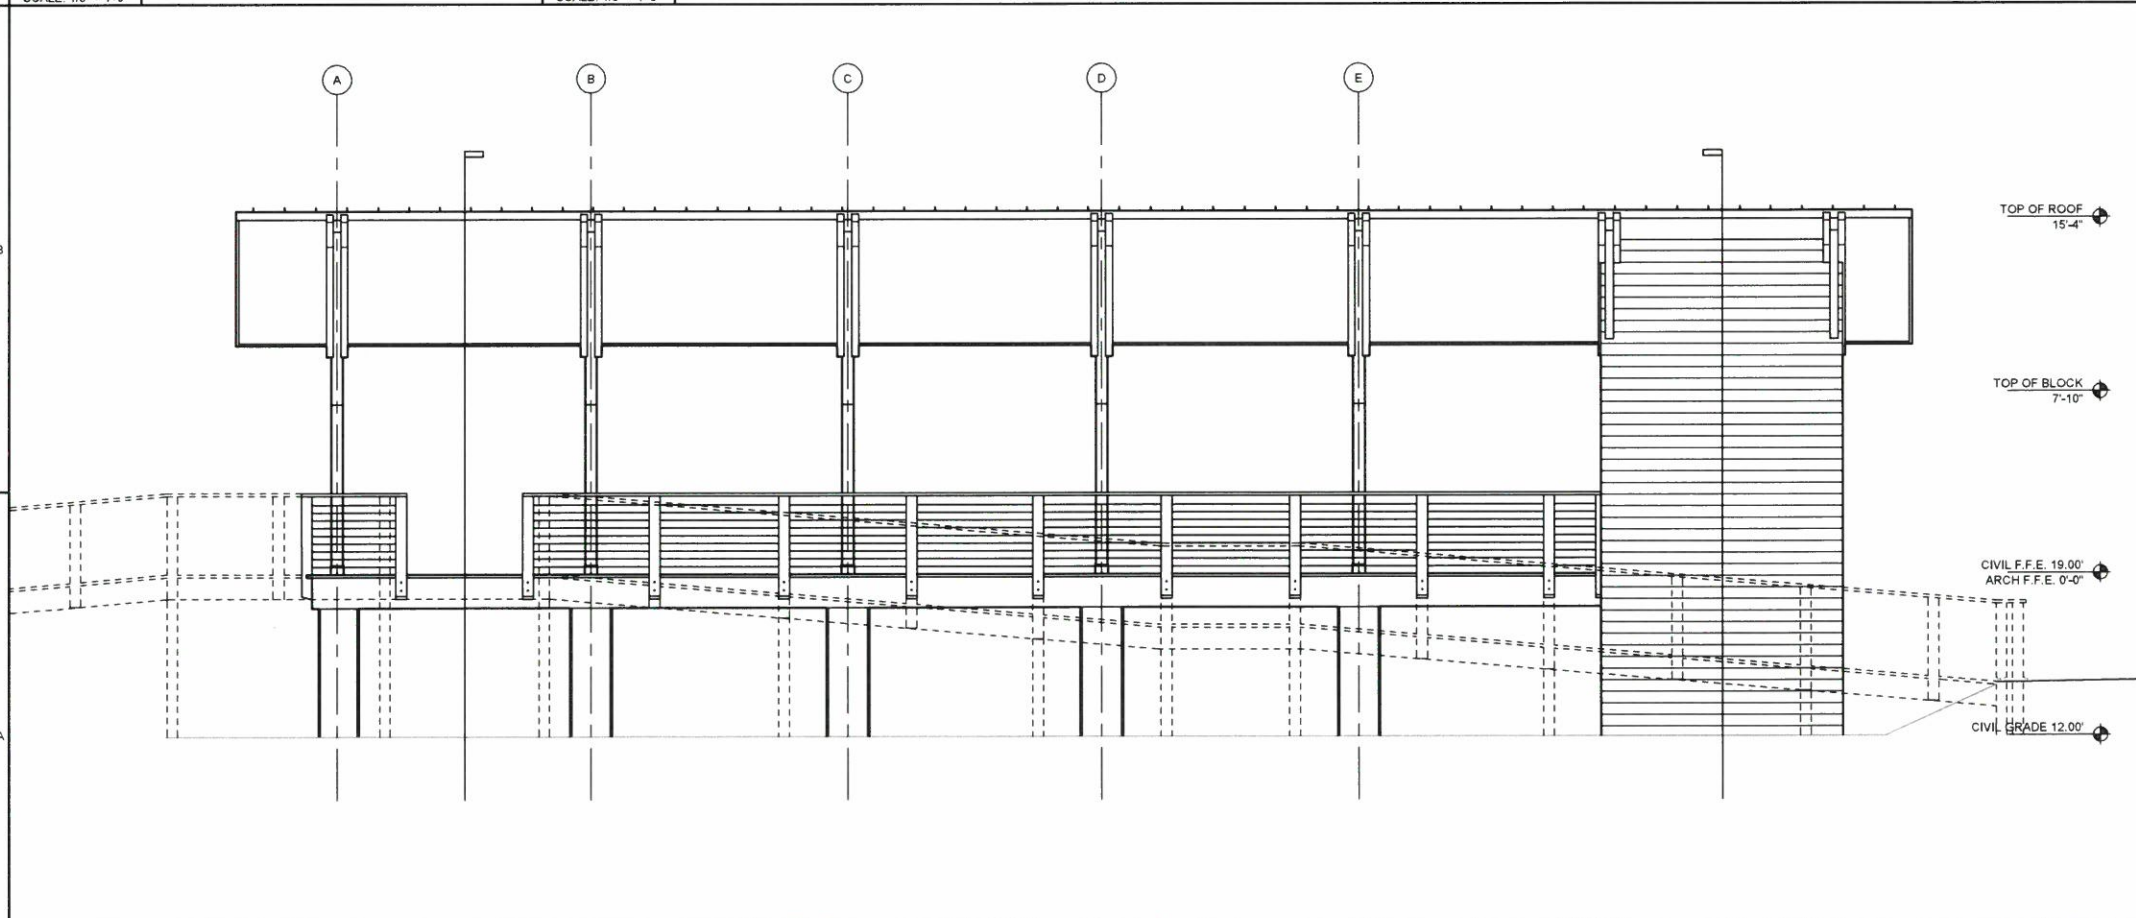 A
B
C
D
E
TOP OF ROOF
15'-4"
B
TOP OF BLOCK
7'-10"
CIVIL F.F.E. 19.00'
ARCH F.F.E. 0'-0"
CIVIL GRADE 12.00'
A